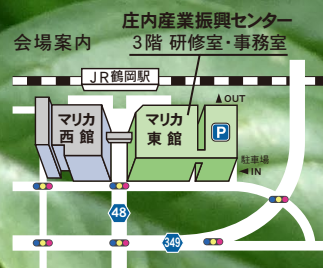 庄内産業振興センター
会場案内
3階 研修室・事務室
JR鶴岡駅
▲OUT
マリカ
西館
マリカ
東館
P
駐車場
◀IN
48
349